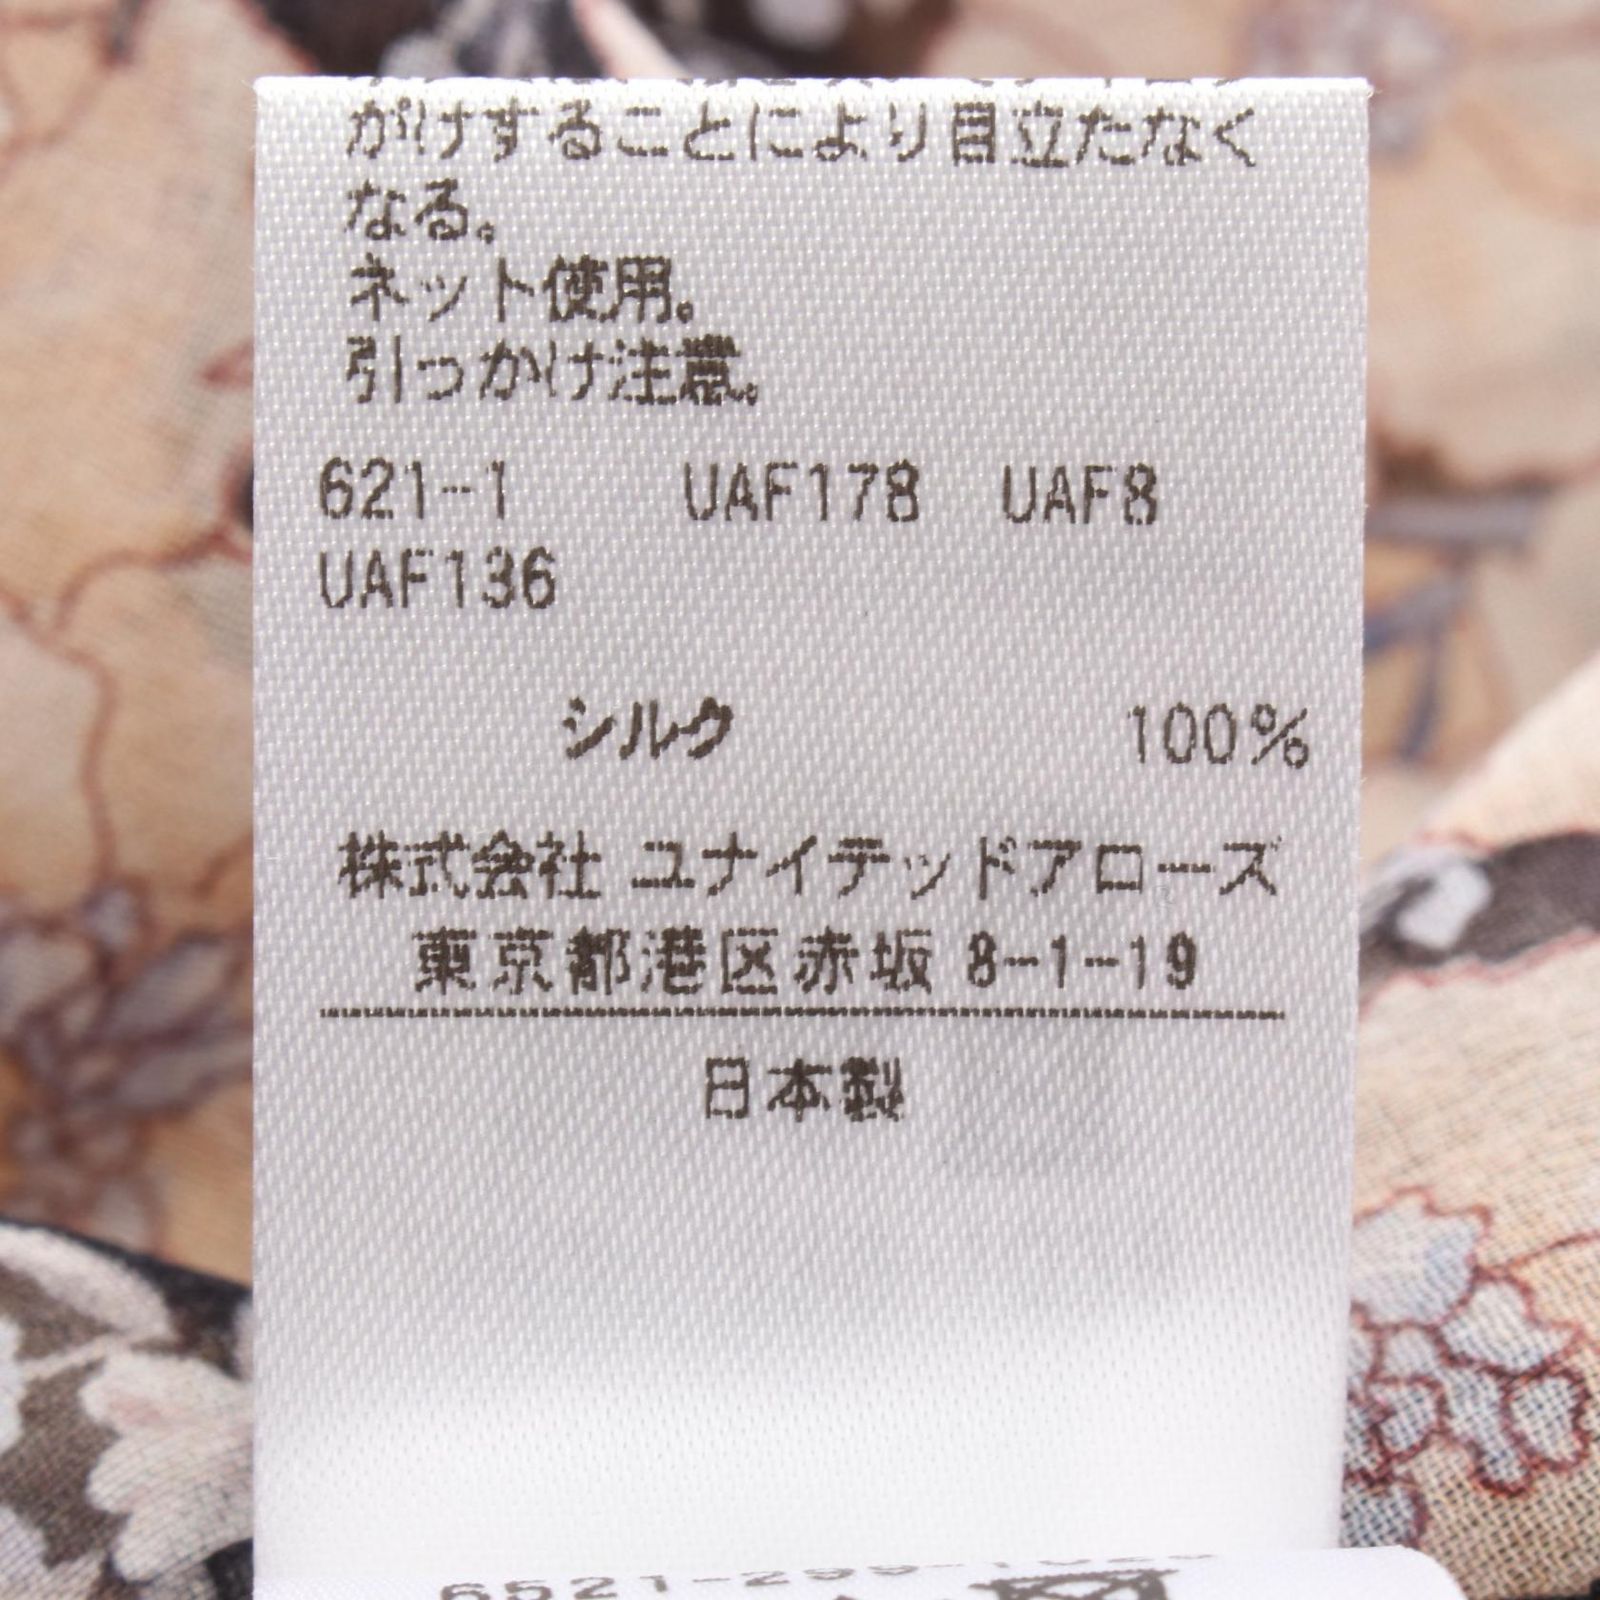 がけすることにより目立たなく
なる。
ネット使用。
引っかけ注意。
621-1 UAF178 UAF8
UAF136
シルク 100%
株式会社 ユナイテッドアローズ
東京都港区赤坂 8-1-19
日本製